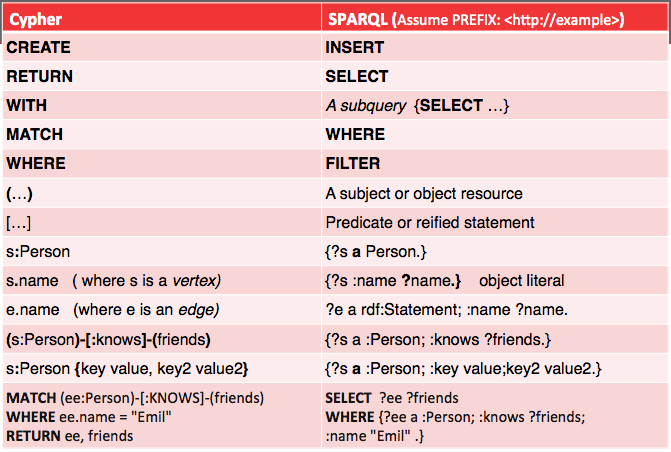 Cypher SPARQL (Assume PREFIX: <http://example>)
CREATE INSERT
RETURN SELECT
WITH A subquery {SELECT …}
MATCH WHERE
WHERE FILTER
(…) A subject or object resource
[…] Predicate or reified statement
s:Person {?s a Person.}
s.name ( where s is a vertex) {?s :name ?name.} object literal
e.name (where e is an edge) ?e a rdf:Statement; :name ?name.
(s:Person)-[:knows]-(friends) {?s a :Person; :knows ?friends.}
s:Person {key value, key2 value2} {?s a :Person; :key value;key2 value2.}
MATCH (ee:Person)-[:KNOWS]-(friends)
WHERE ee.name = "Emil"
RETURN ee, friends
SELECT ?ee ?friends
WHERE {?ee a :Person; :knows ?friends;
:name "Emil" .}